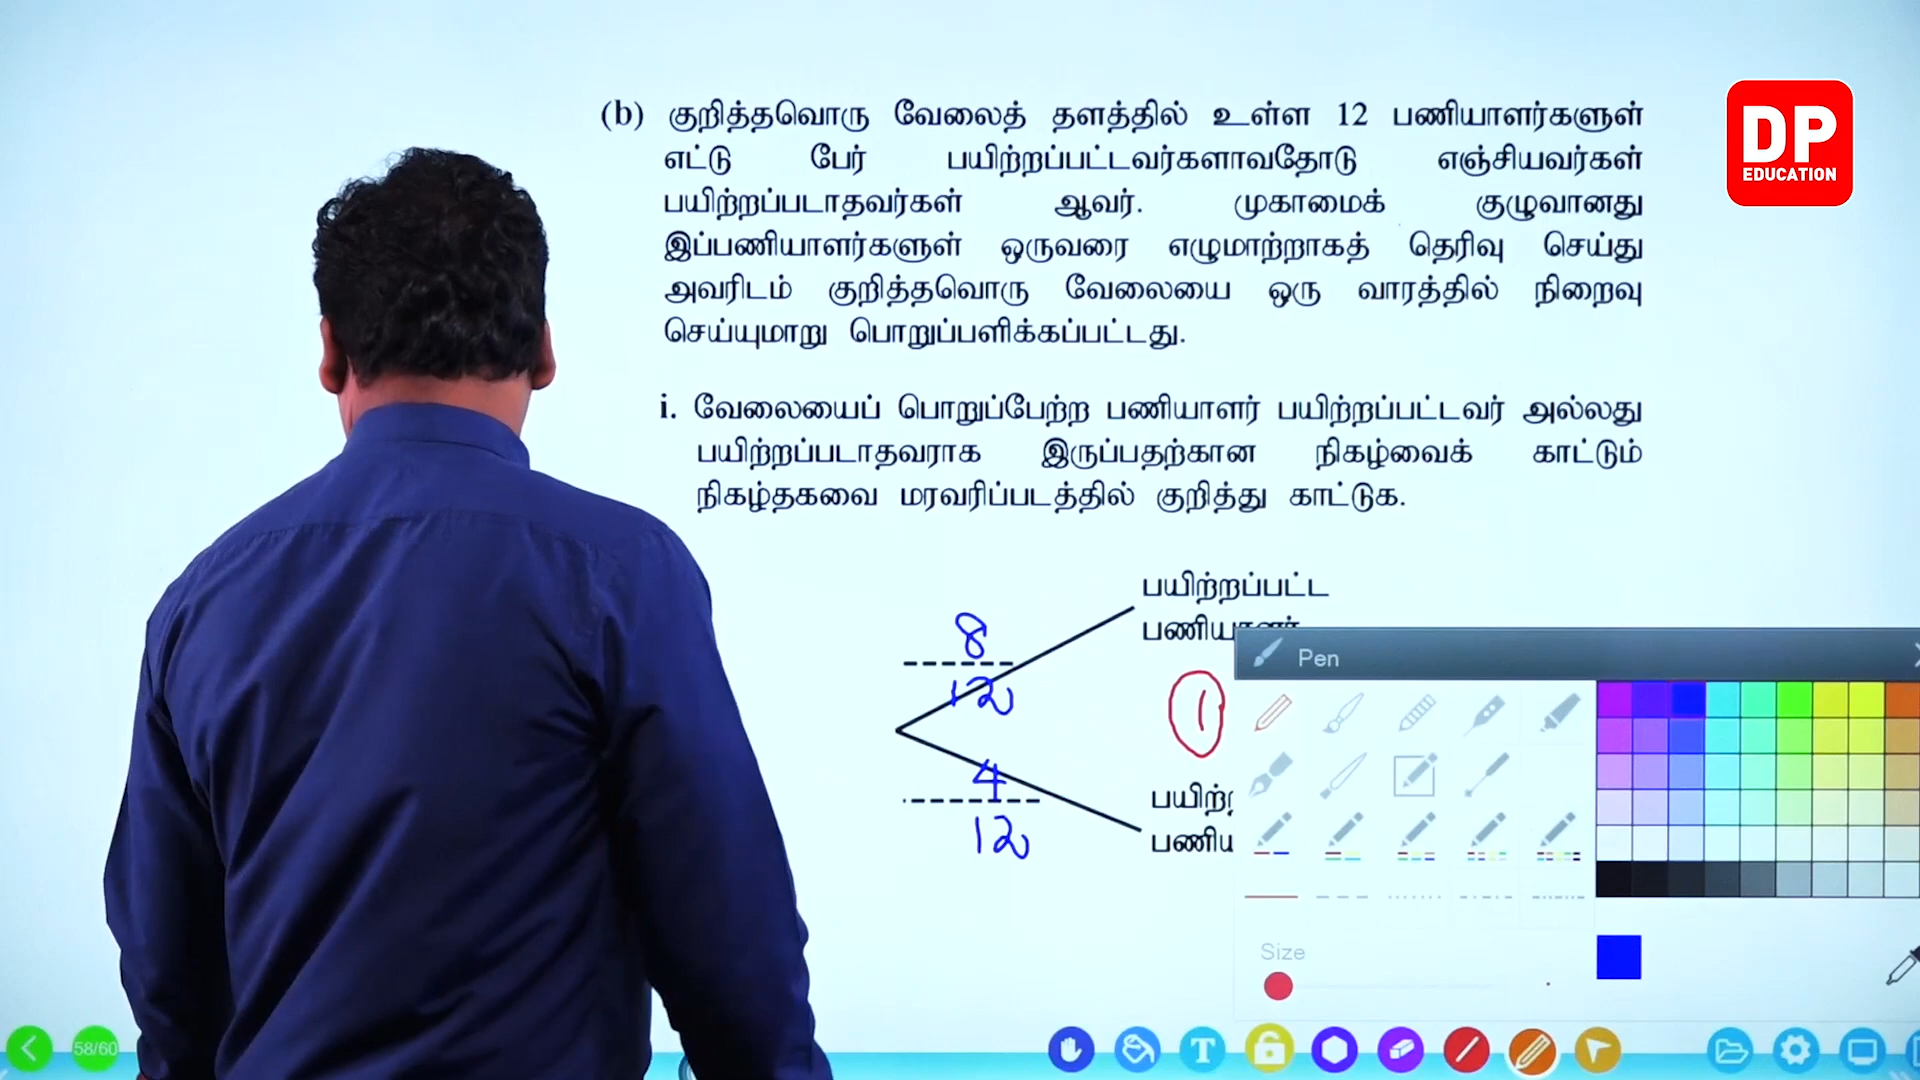 (b) குறித்தவொரு வேலைத் தளத்தில் உள்ள 12 பணியாளர்களுள்
எட்டு பேர் பயிற்றப்பட்டவர்களாவதோடு எஞ்சியவர்கள்
பயிற்றப்படாதவர்கள் ஆவர். முகாமைக் குழுவானது
இப்பணியாளர்களுள் ஒருவரை எழுமாற்றாகத் தெரிவு செய்து
அவரிடம் குறித்தவொரு வேலையை ஒரு வாரத்தில் நிறைவு
செய்யுமாறு பொறுப்பளிக்கப்பட்டது.
i. வேலையைப் பொறுப்பேற்ற பணியாளர் பயிற்றப்பட்டவர் அல்லது
பயிற்றப்படாதவராக இருப்பதற்கான நிகழ்வைக் காட்டும்
நிகழ்தகவை மரவரிப்படத்தில் குறித்து காட்டுக.
DP
EDUCATION
பயிற்றப்பட்ட
8
12
1
4
12
Pen
Size
58/60
T